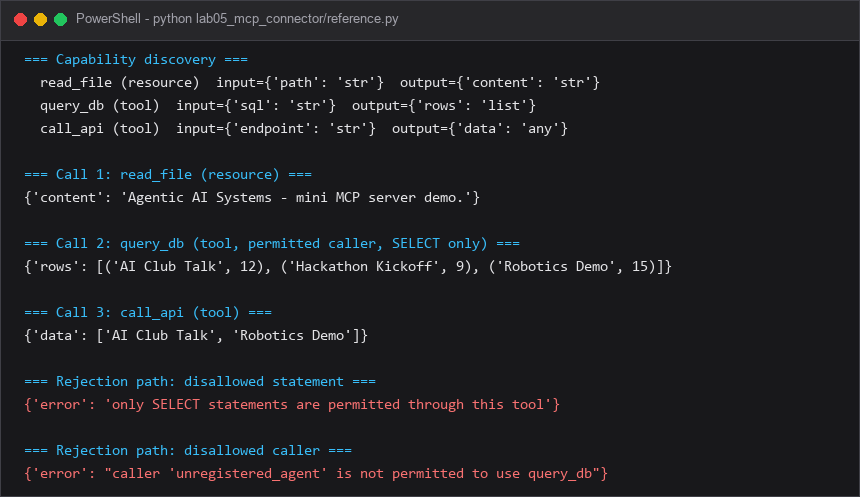 PowerShell - python lab05_mcp_connector/reference.py
=== Capability discovery ===
read_file (resource)  input={'path': 'str'}  output={'content': 'str'}
query_db (tool)  input={'sql': 'str'}  output={'rows': 'list'}
call_api (tool)  input={'endpoint': 'str'}  output={'data': 'any'}
=== Call 1: read_file (resource) ===
{'content': 'Agentic AI Systems - mini MCP server demo.'}
=== Call 2: query_db (tool, permitted caller, SELECT only) ===
{'rows': [('AI Club Talk', 12), ('Hackathon Kickoff', 9), ('Robotics Demo', 15)]}
=== Call 3: call_api (tool) ===
{'data': ['AI Club Talk', 'Robotics Demo']}
=== Rejection path: disallowed statement ===
{'error': 'only SELECT statements are permitted through this tool'}
=== Rejection path: disallowed caller ===
{'error': "caller 'unregistered_agent' is not permitted to use query_db"}